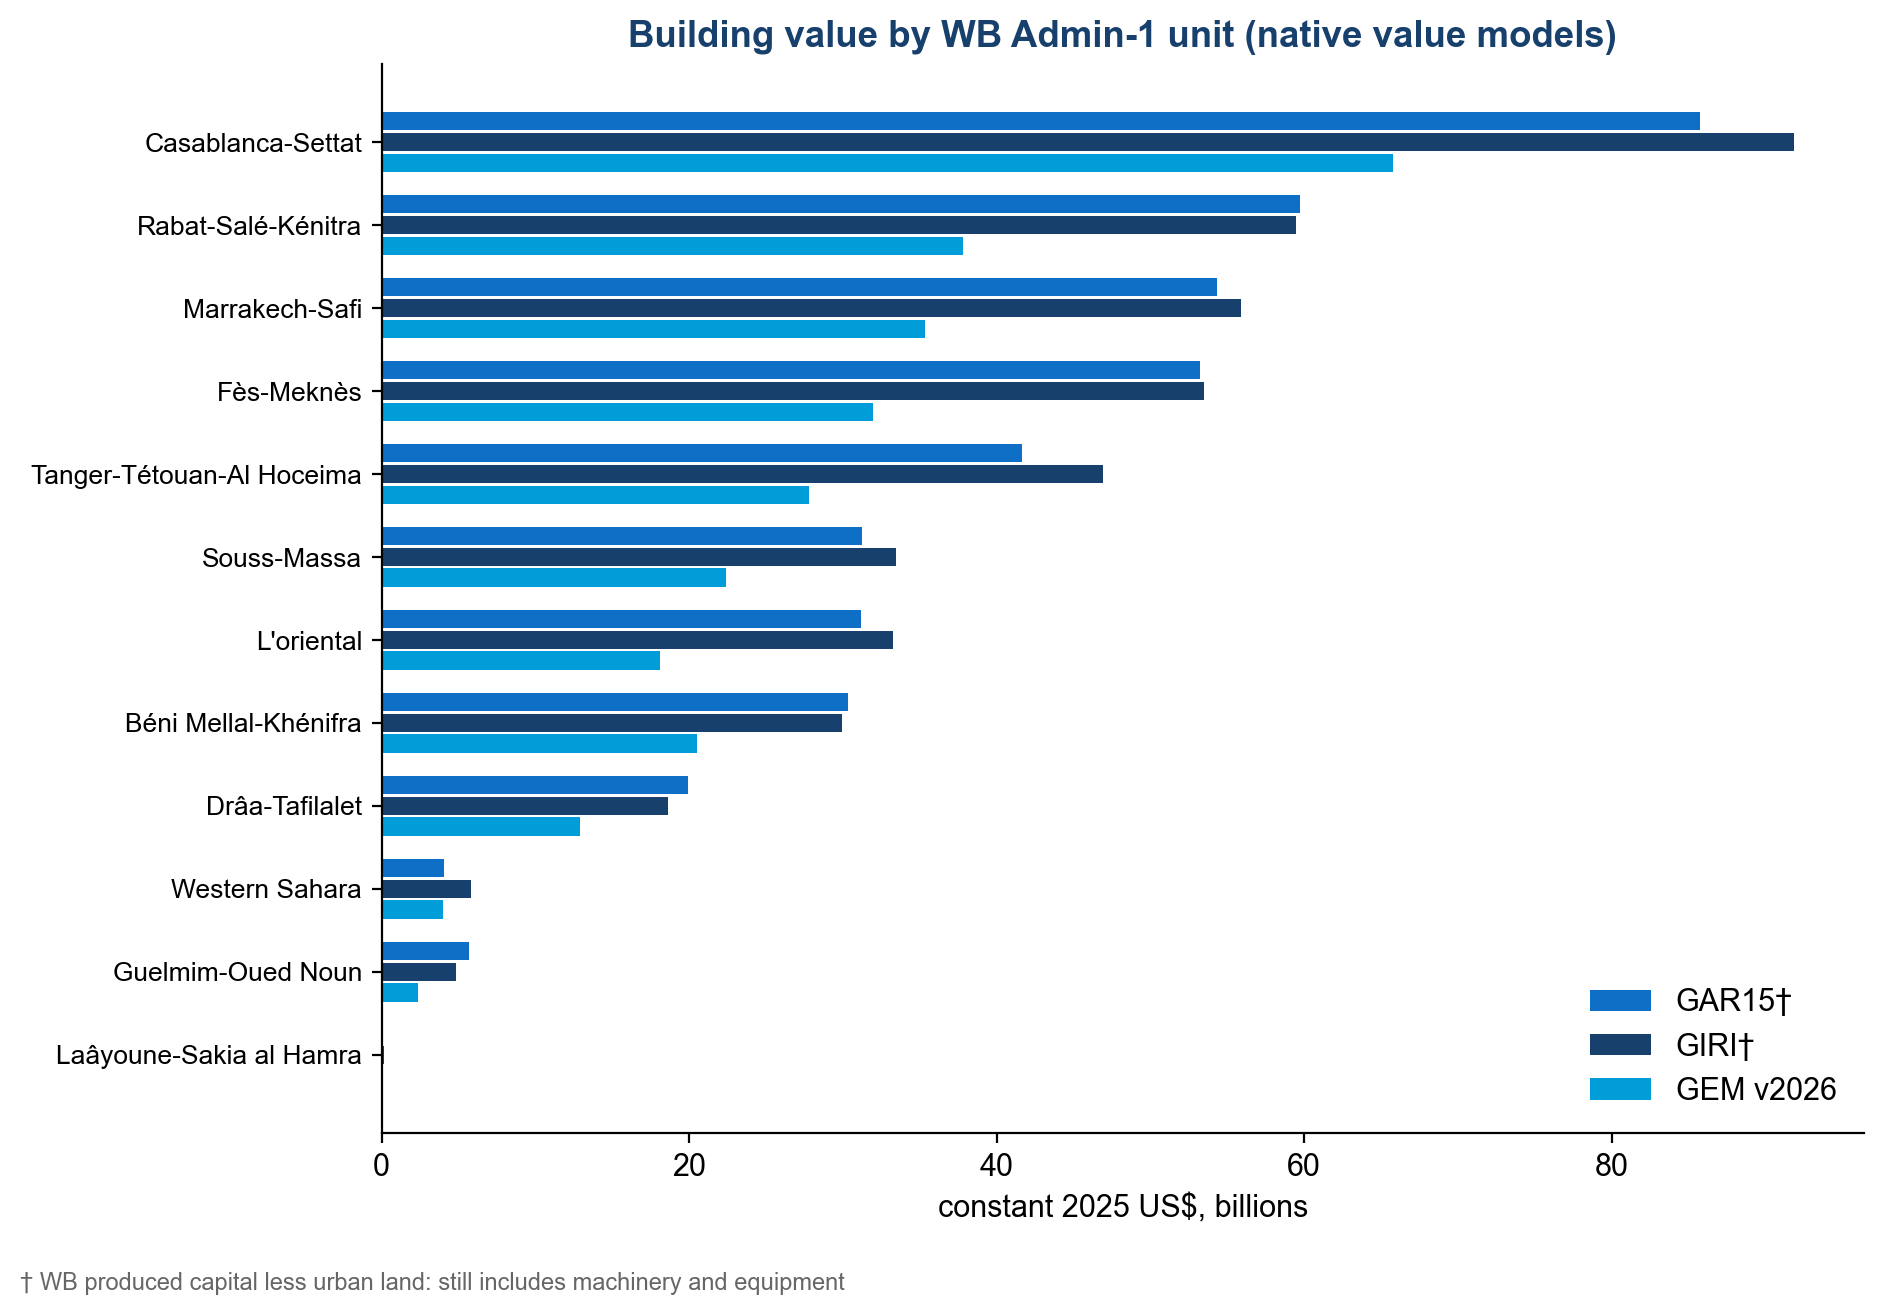 Building value by WB Admin-1 unit (native value models)
Casablanca-Settat
Rabat-Salé-Kénitra
Marrakech-Safi
Fès-Meknès
Tanger-Tétouan-Al Hoceima
Souss-Massa
L'oriental
Béni Mellal-Khénifra
Drâa-Tafilalet
Western Sahara
Guelmim-Oued Noun
Laâyoune-Sakia al Hamra
GAR15†
GIRI†
GEM v2026
0 20 40 60 80
constant 2025 US$, billions
† WB produced capital less urban land: still includes machinery and equipment